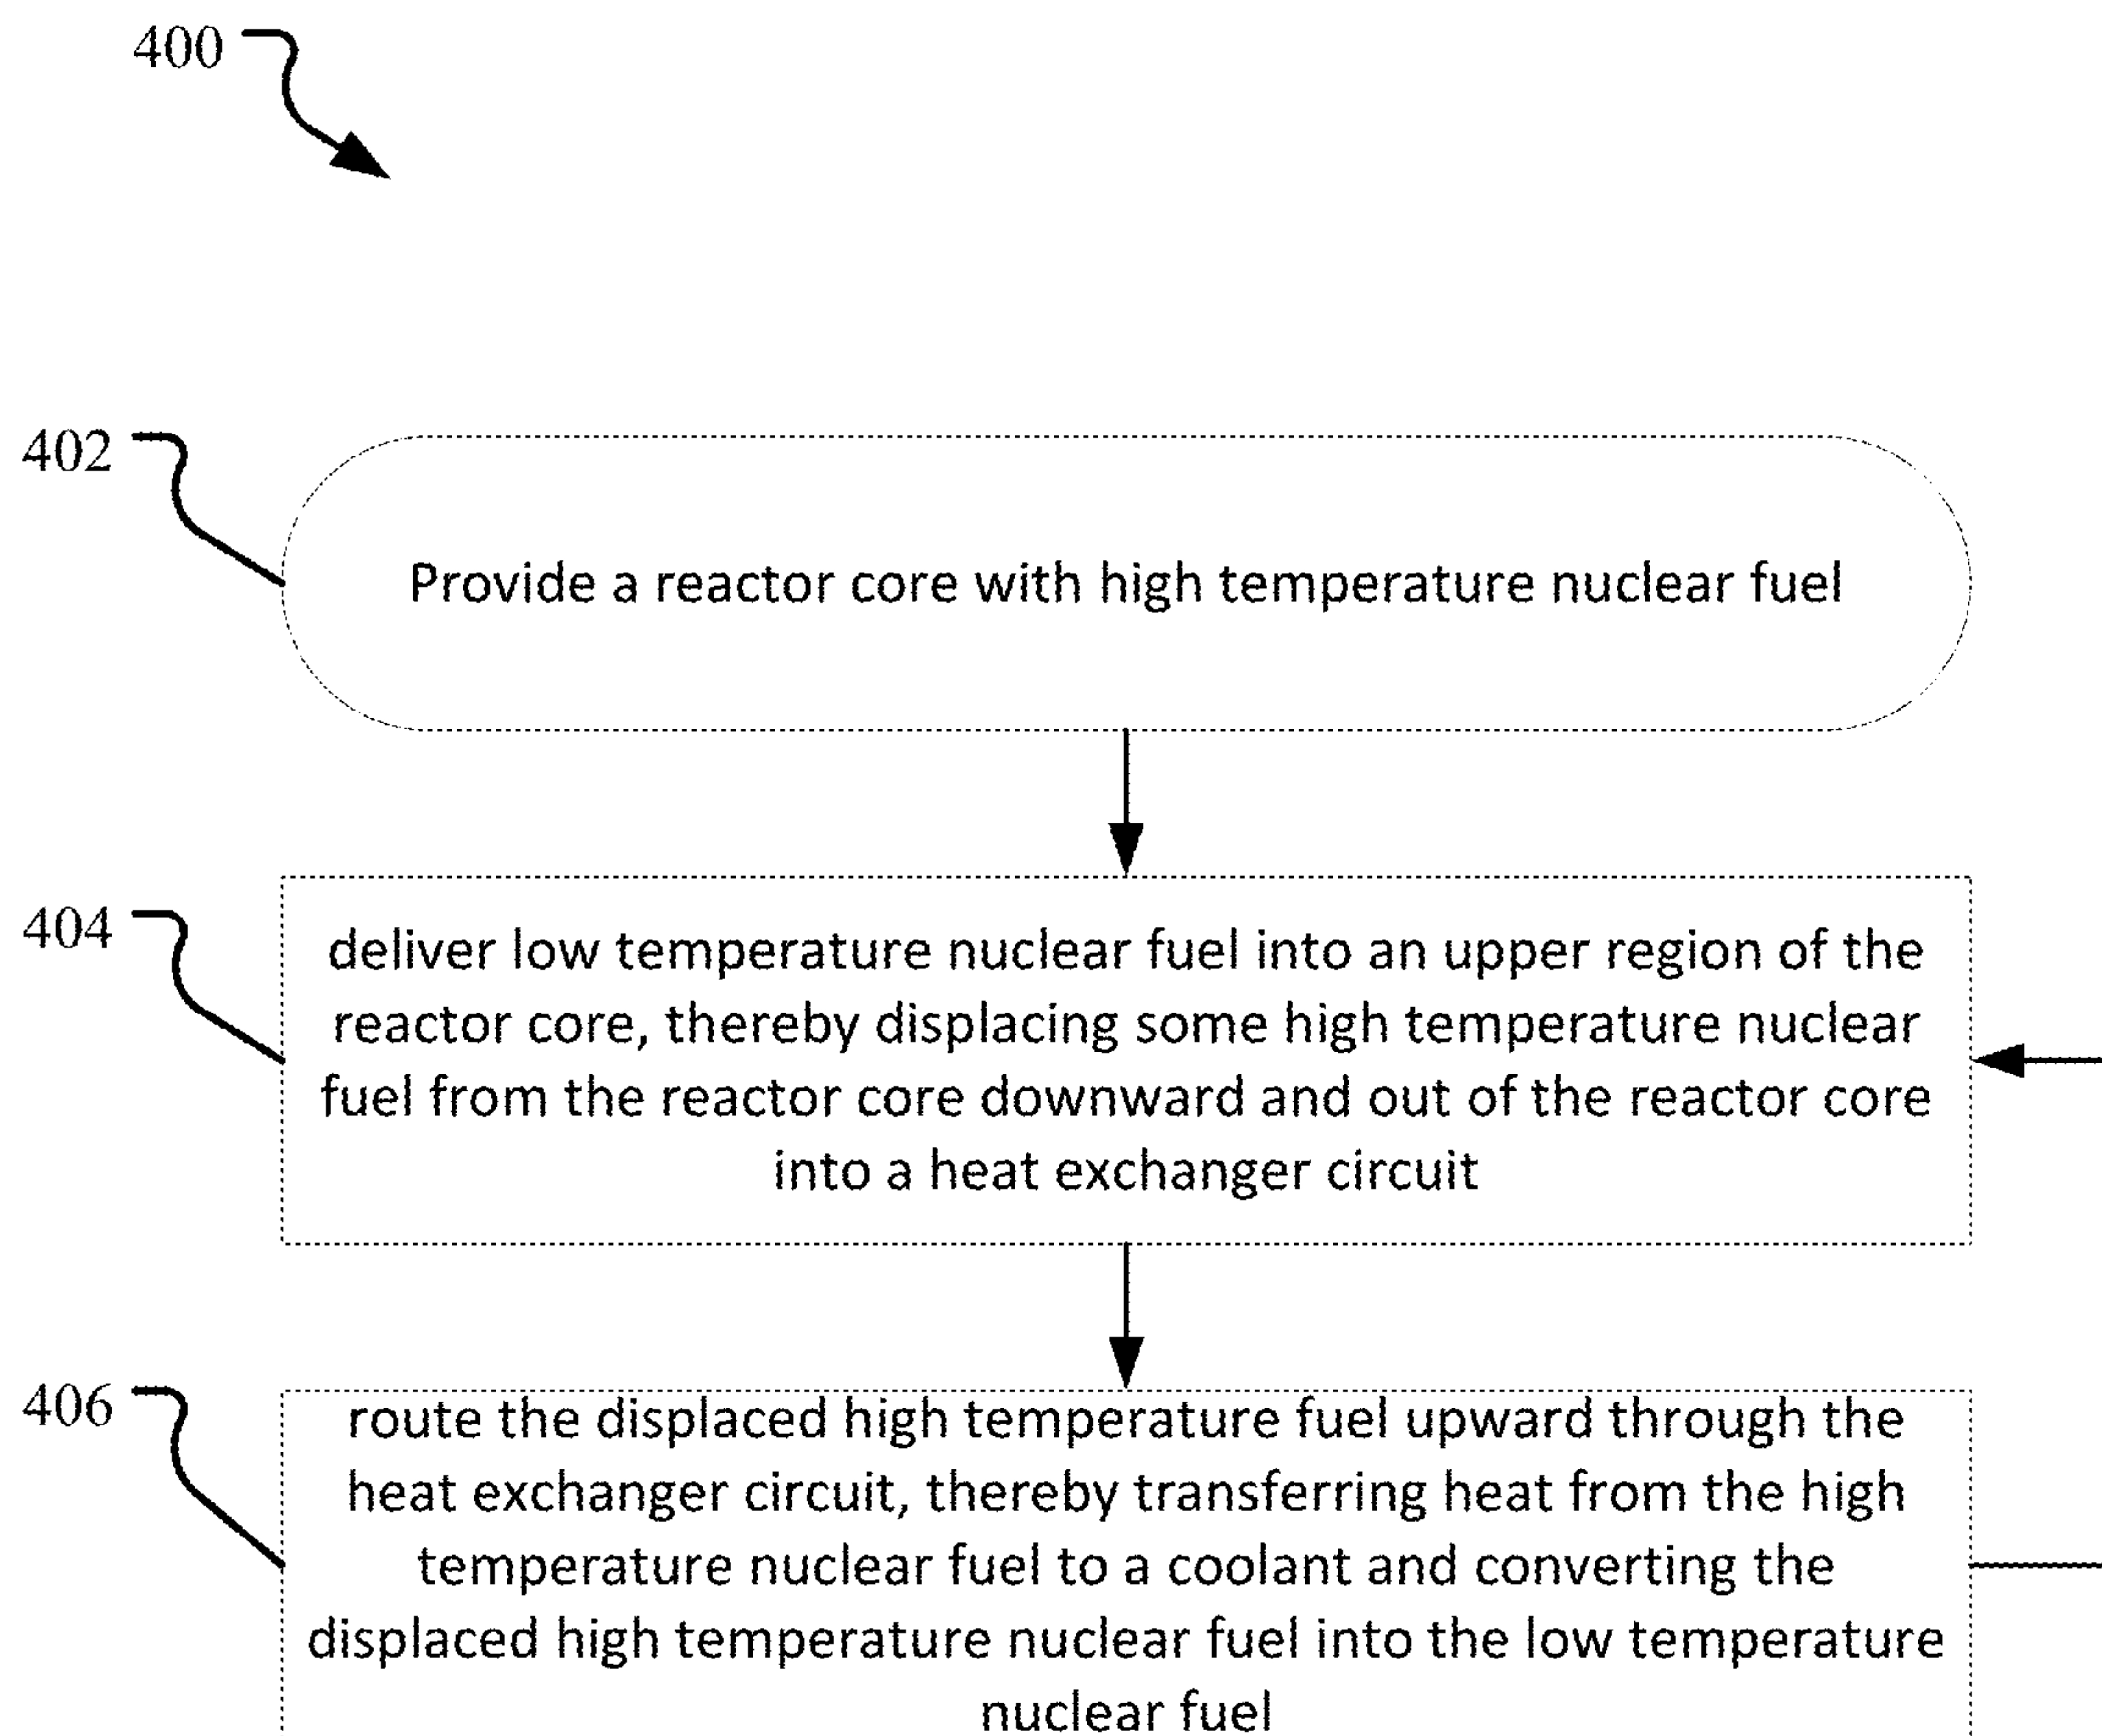 400
402
Provide a reactor core with high temperature nuclear fuel
404
deliver low temperature nuclear fuel into an upper region of the
reactor core, thereby displacing some high temperature nuclear
fuel from the reactor core downward and out of the reactor core
into a heat exchanger circuit
406
route the displaced high temperature fuel upward through the
heat exchanger circuit, thereby transferring heat from the high
temperature nuclear fuel to a coolant and converting the
displaced high temperature nuclear fuel into the low temperature
nuclear fuel